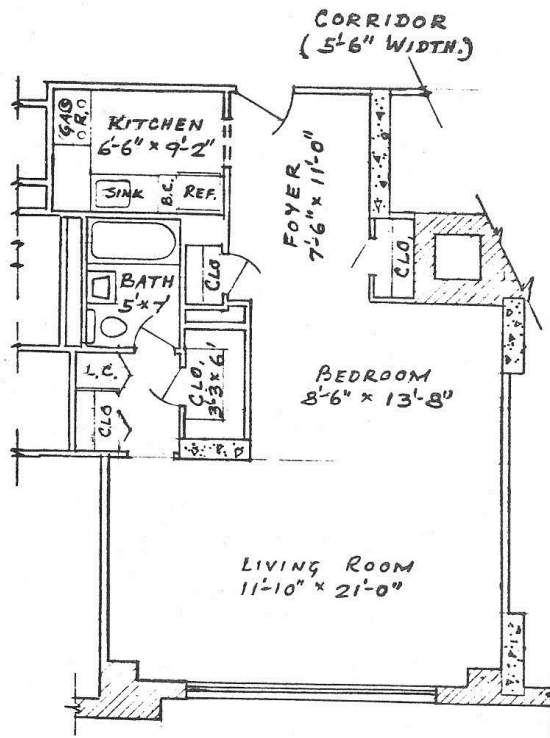 CORRIDOR
(5'-6" WIDTH.)
GAS
R.
KITCHEN
6'-6" x 9'-2"
SINK
B.C.
REF.
FOYER
7'-6" x 11'-0"
CLO.
CLO
BATH
5' x 7'
L.C.
CLO
CLO.
3'3 x 6'
BEDROOM
8'-6" x 13'-8"
LIVING ROOM
11'-10" x 21'-0"